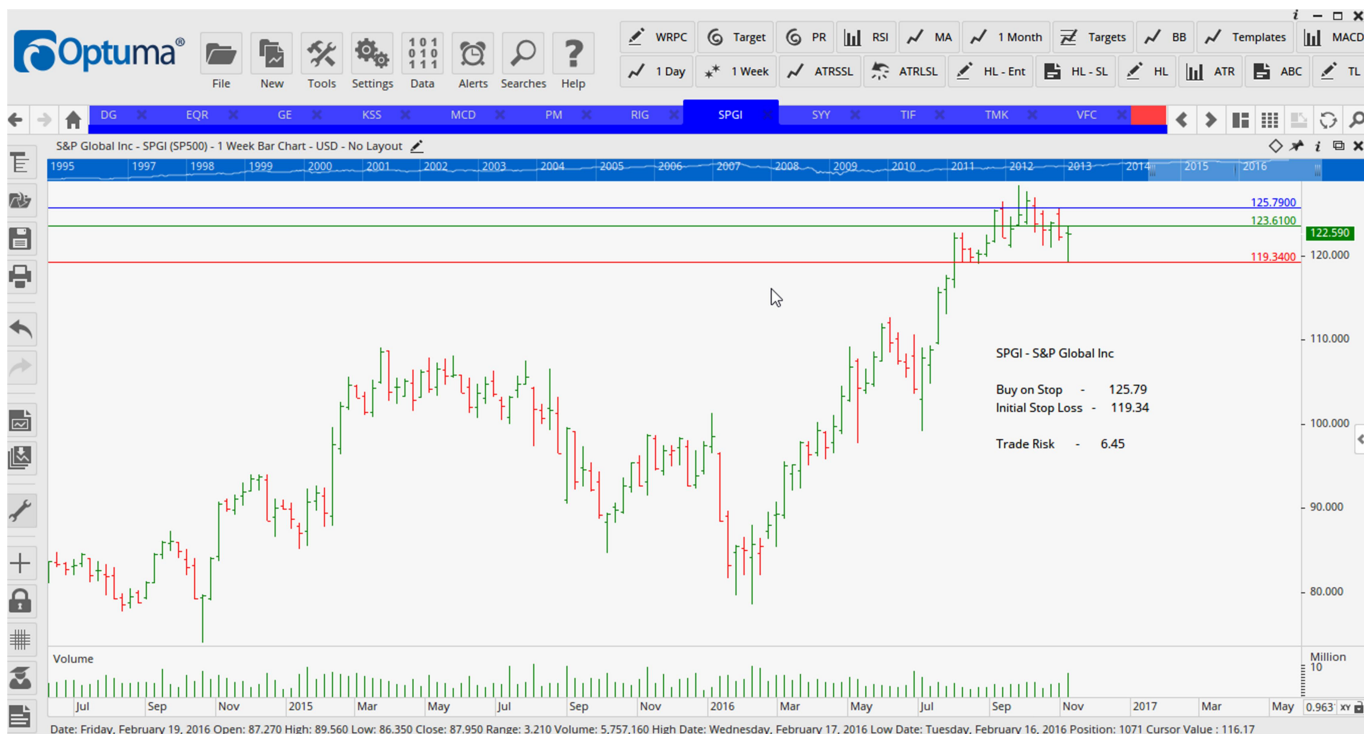 Optuma®
File
New
Tools
Settings
Data
Alerts
Searches
Help
WRPC Target PR RSI MA 1 Month Targets BB Templates MACD
1 Day 1 Week ATRSSL ATRLSL HL - Ent HL - SL HL ATR ABC TL
101
010
111
DG EQR GE KSS MCD PM RIG SPGI SYY TIF TMK VFC
S&P Global Inc - SPGI (SP500) - 1 Week Bar Chart - USD - No Layout
1995 1997 1998 1999 2000 2001 2002 2003 2004 2005 2006 2007 2008 2009 2010 2011 2012 2013 2014 2015 2016
125.7900
123.6100
122.590
119.3400
120.000
110.000
SPGI - S&P Global Inc
Buy on Stop - 125.79
Initial Stop Loss - 119.34
100.000
Trade Risk - 6.45
90.000
80.000
Volume
Million
10
Jul Sep Nov 2015 Mar May Jul Sep Nov 2016 Mar May Jul Sep Nov 2017 Mar May 0.963 XY
Date: Friday, February 19, 2016 Open: 87.270 High: 89.560 Low: 86.350 Close: 87.950 Range: 3.210 Volume: 5,757,160 High Date: Wednesday, February 17, 2016 Low Date: Tuesday, February 16, 2016 Position: 1071 Cursor Value : 116.17